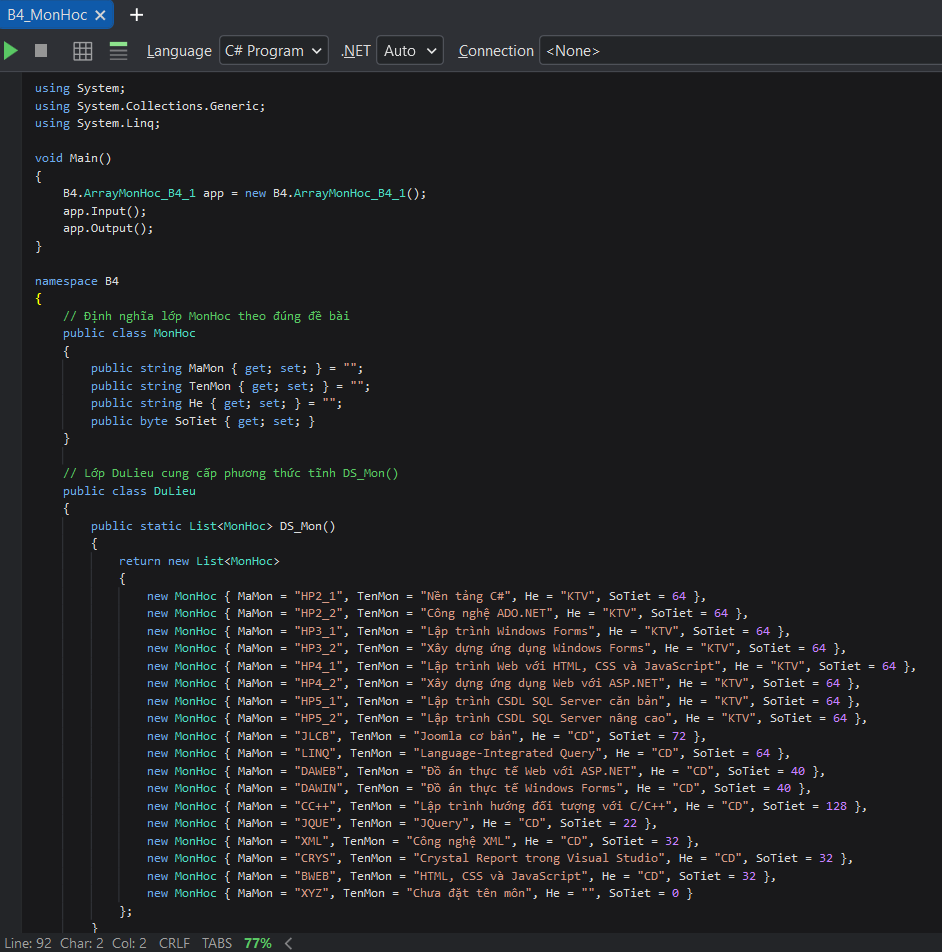 B4_MonHoc × +
Language C# Program .NET Auto Connection <None>
using System;
using System.Collections.Generic;
using System.Linq;
void Main()
{
B4.ArrayMonHoc_B4_1 app = new B4.ArrayMonHoc_B4_1();
app.Input();
app.Output();
}
namespace B4
{
// Định nghĩa lớp MonHoc theo đúng đề bài
public class MonHoc
{
public string MaMon { get; set; } = "";
public string TenMon { get; set; } = "";
public string He { get; set; } = "";
public byte SoTiet { get; set; }
}
// Lớp DuLieu cung cấp phương thức tĩnh DS_Mon()
public class DuLieu
{
public static List<MonHoc> DS_Mon()
{
return new List<MonHoc>
{
new MonHoc { MaMon = "HP2_1", TenMon = "Nền tảng C#", He = "KTV", SoTiet = 64 },
new MonHoc { MaMon = "HP2_2", TenMon = "Công nghệ ADO.NET", He = "KTV", SoTiet = 64 },
new MonHoc { MaMon = "HP3_1", TenMon = "Lập trình Windows Forms", He = "KTV", SoTiet = 64 },
new MonHoc { MaMon = "HP3_2", TenMon = "Xây dựng ứng dụng Windows Forms", He = "KTV", SoTiet = 64 },
new MonHoc { MaMon = "HP4_1", TenMon = "Lập trình Web với HTML, CSS và JavaScript", He = "KTV", SoTiet = 64 },
new MonHoc { MaMon = "HP4_2", TenMon = "Xây dựng ứng dụng Web với ASP.NET", He = "KTV", SoTiet = 64 },
new MonHoc { MaMon = "HP5_1", TenMon = "Lập trình CSDL SQL Server căn bản", He = "KTV", SoTiet = 64 },
new MonHoc { MaMon = "HP5_2", TenMon = "Lập trình CSDL SQL Server nâng cao", He = "KTV", SoTiet = 64 },
new MonHoc { MaMon = "JLCB", TenMon = "Joomla cơ bản", He = "CD", SoTiet = 72 },
new MonHoc { MaMon = "LINQ", TenMon = "Language-Integrated Query", He = "CD", SoTiet = 64 },
new MonHoc { MaMon = "DAWEB", TenMon = "Đồ án thực tế Web với ASP.NET", He = "CD", SoTiet = 40 },
new MonHoc { MaMon = "DAWIN", TenMon = "Đồ án thực tế Windows Forms", He = "CD", SoTiet = 40 },
new MonHoc { MaMon = "CC++", TenMon = "Lập trình hướng đối tượng với C/C++", He = "CD", SoTiet = 128 },
new MonHoc { MaMon = "JQUE", TenMon = "JQuery", He = "CD", SoTiet = 22 },
new MonHoc { MaMon = "XML", TenMon = "Công nghệ XML", He = "CD", SoTiet = 32 },
new MonHoc { MaMon = "CRYS", TenMon = "Crystal Report trong Visual Studio", He = "CD", SoTiet = 32 },
new MonHoc { MaMon = "BWEB", TenMon = "HTML, CSS và JavaScript", He = "CD", SoTiet = 32 },
new MonHoc { MaMon = "XYZ", TenMon = "Chưa đặt tên môn", He = "", SoTiet = 0 }
};
}
Line: 92 Char: 2 Col: 2 CRLF TABS 77%